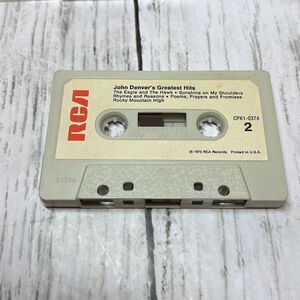 RCA
John Denver's Greatest Hits
The Eagle and The Hawk • Sunshine on My Shoulders
Rhymes and Reasons • Poems, Prayers and Promises
Rocky Mountain High
CPK1-0374
2
℗ 1973 RCA Records Printed in U.S.A.